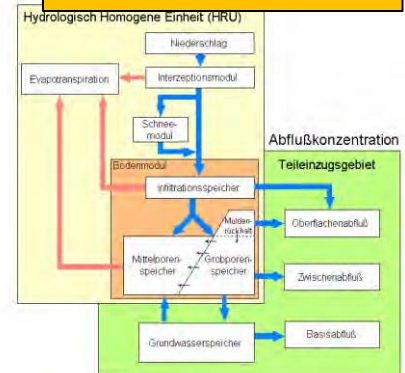 Hydrologisch Homogene Einheit (HRU)
Niederschlag
Evapotranspiration
Interzeptionsmodul
Schnee-
modul
Abflußkonzentration
Bodenmodul
Teileinzugsgebiet
Infiltrationsspeicher
Mulden-
rückhalt
Oberflächenabfluß
Mittelporen-
speicher
Grobporen-
speicher
Zwischenabfluß
Grundwasserspeicher
Basisabfluß